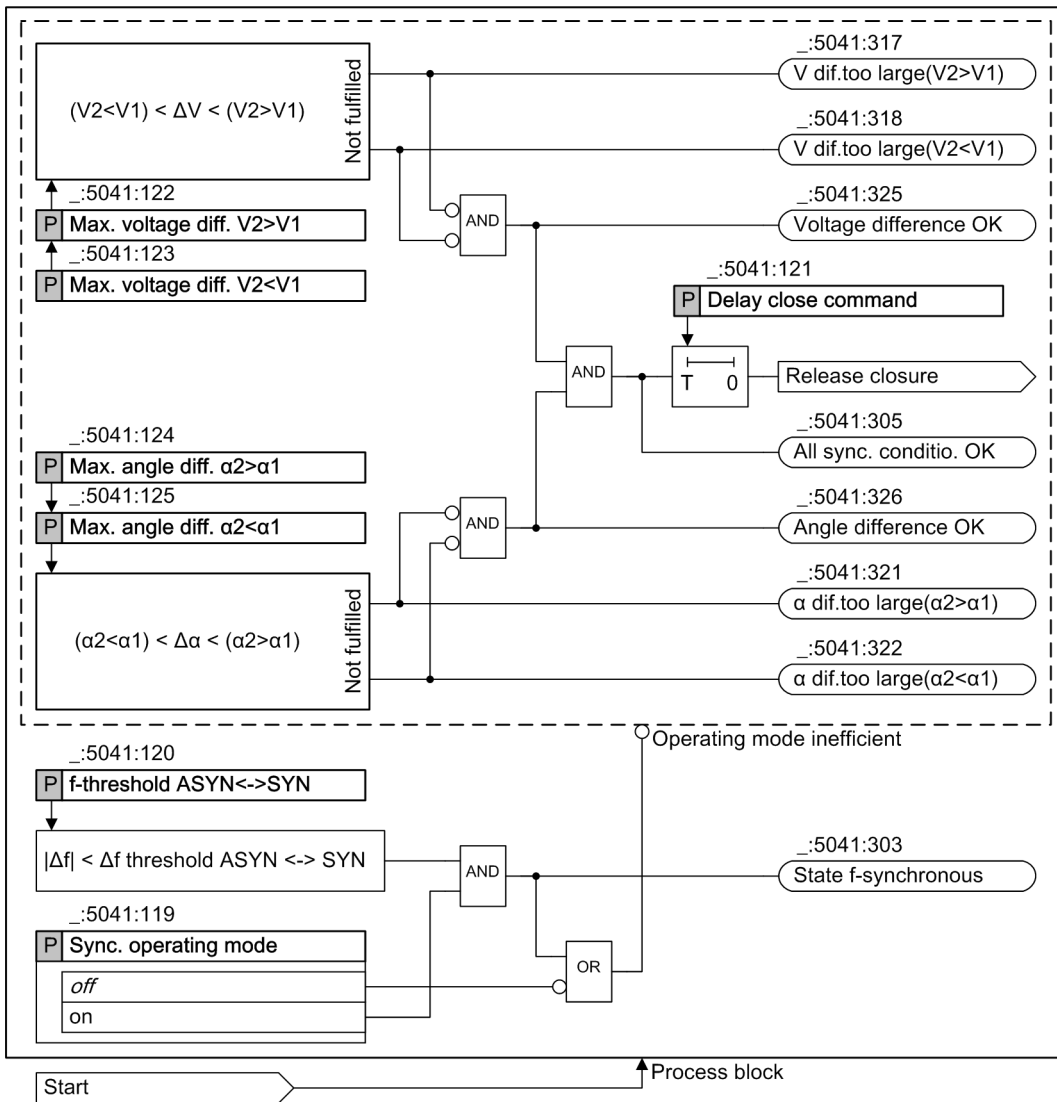 _:5041:317
V dif.too large(V2>V1)
(V2<V1) < ΔV < (V2>V1)
Not fulfilled
_:5041:318
V dif.too large(V2<V1)
_:5041:122
P Max. voltage diff. V2>V1
_:5041:325
AND
Voltage difference OK
_:5041:123
P Max. voltage diff. V2<V1
_:5041:121
P Delay close command
AND
T 0
Release closure
_:5041:305
All sync. conditio. OK
_:5041:124
P Max. angle diff. α2>α1
_:5041:125
P Max. angle diff. α2<α1
_:5041:326
AND
Angle difference OK
_:5041:321
α dif.too large(α2>α1)
(α2<α1) < Δα < (α2>α1)
Not fulfilled
_:5041:322
α dif.too large(α2<α1)
Operating mode inefficient
_:5041:120
P f-threshold ASYN<->SYN
|Δf| < Δf threshold ASYN <-> SYN
AND
_:5041:303
State f-synchronous
_:5041:119
P Sync. operating mode
off
on
OR
Process block
Start